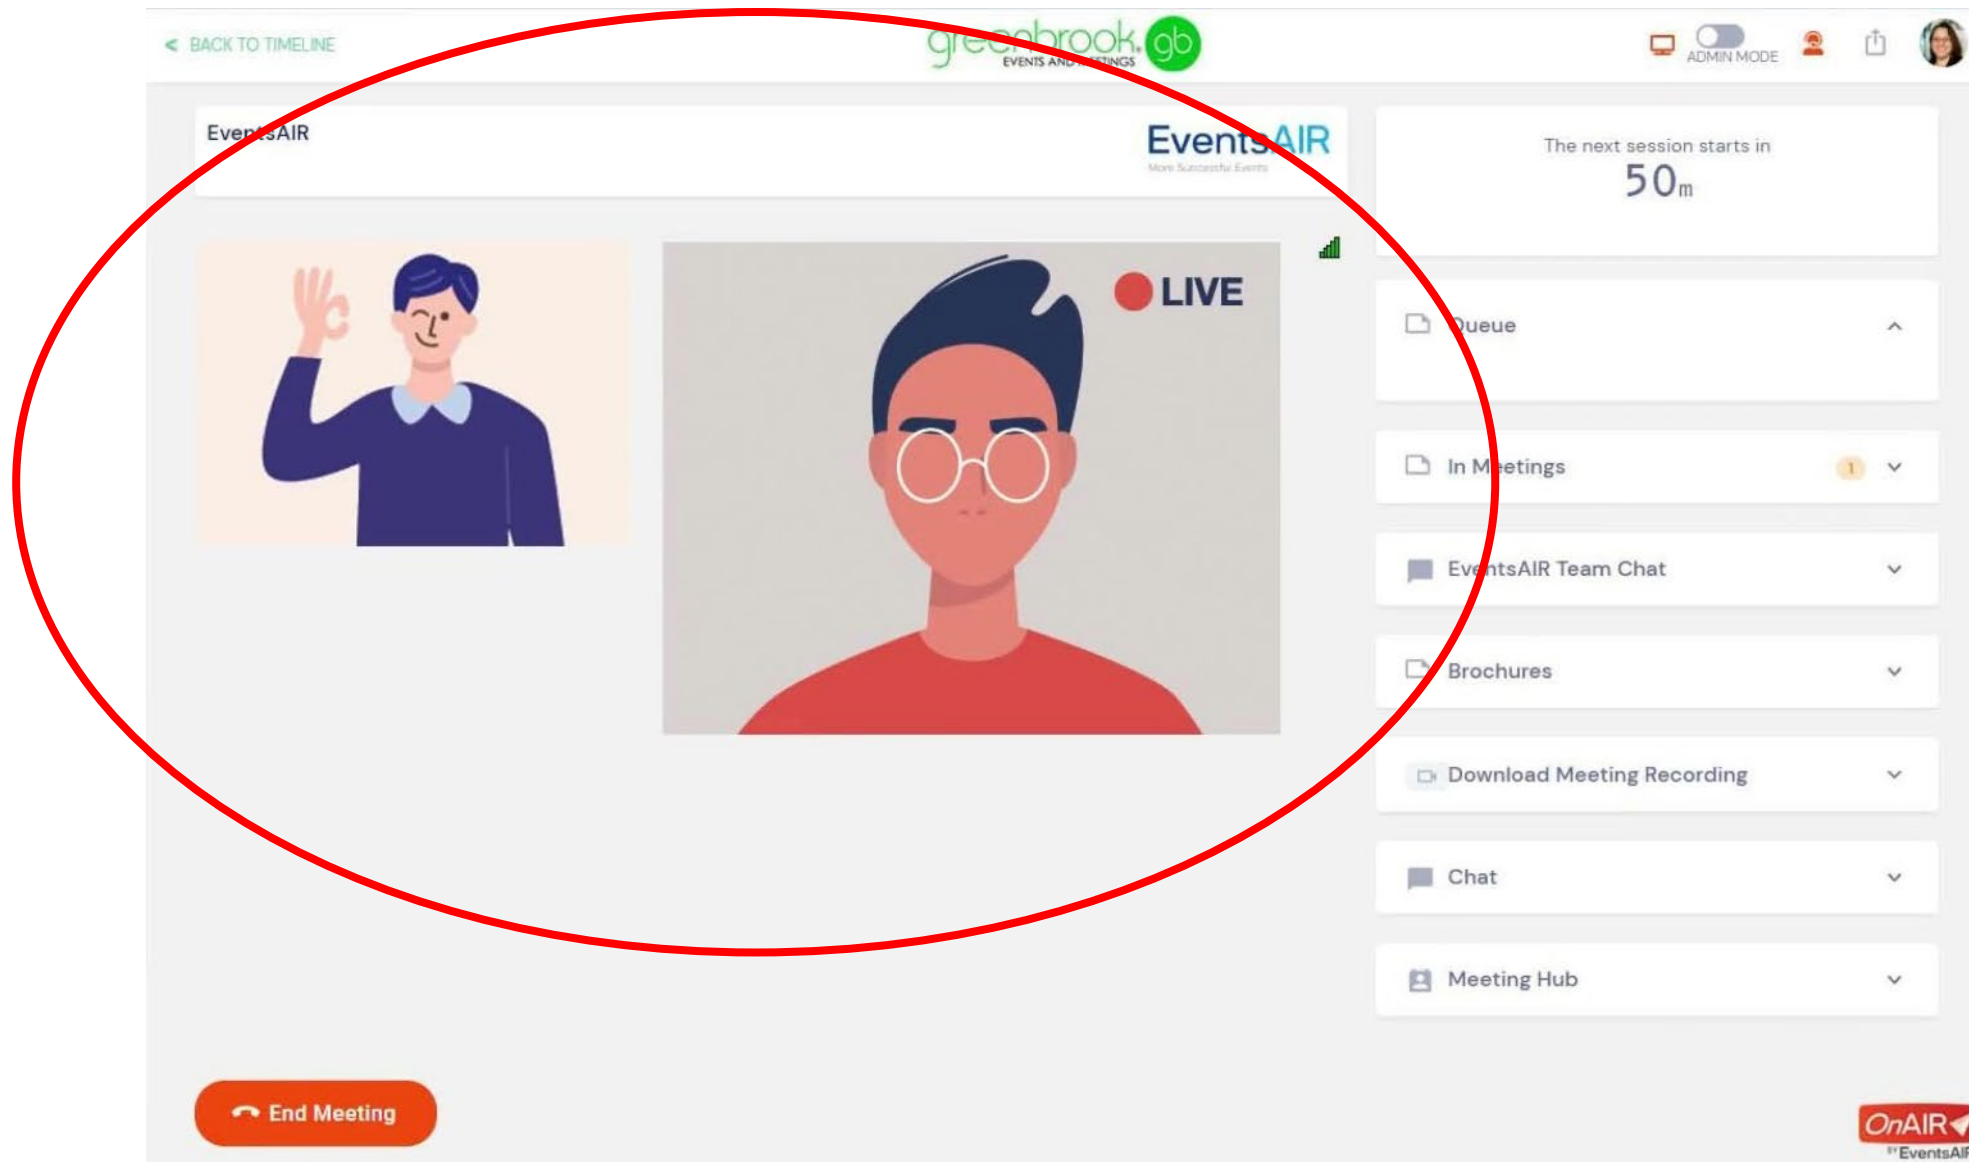 < BACK TO TIMELINE
greenbrook. gb
EVENTS AND MEETINGS
ADMIN MODE
EventsAIR
EventsAIR
More Successful Events
The next session starts in
50m
LIVE
Queue
In Meetings
1
EventsAIR Team Chat
Brochures
Download Meeting Recording
Chat
Meeting Hub
End Meeting
OnAIR
BY EventsAIR